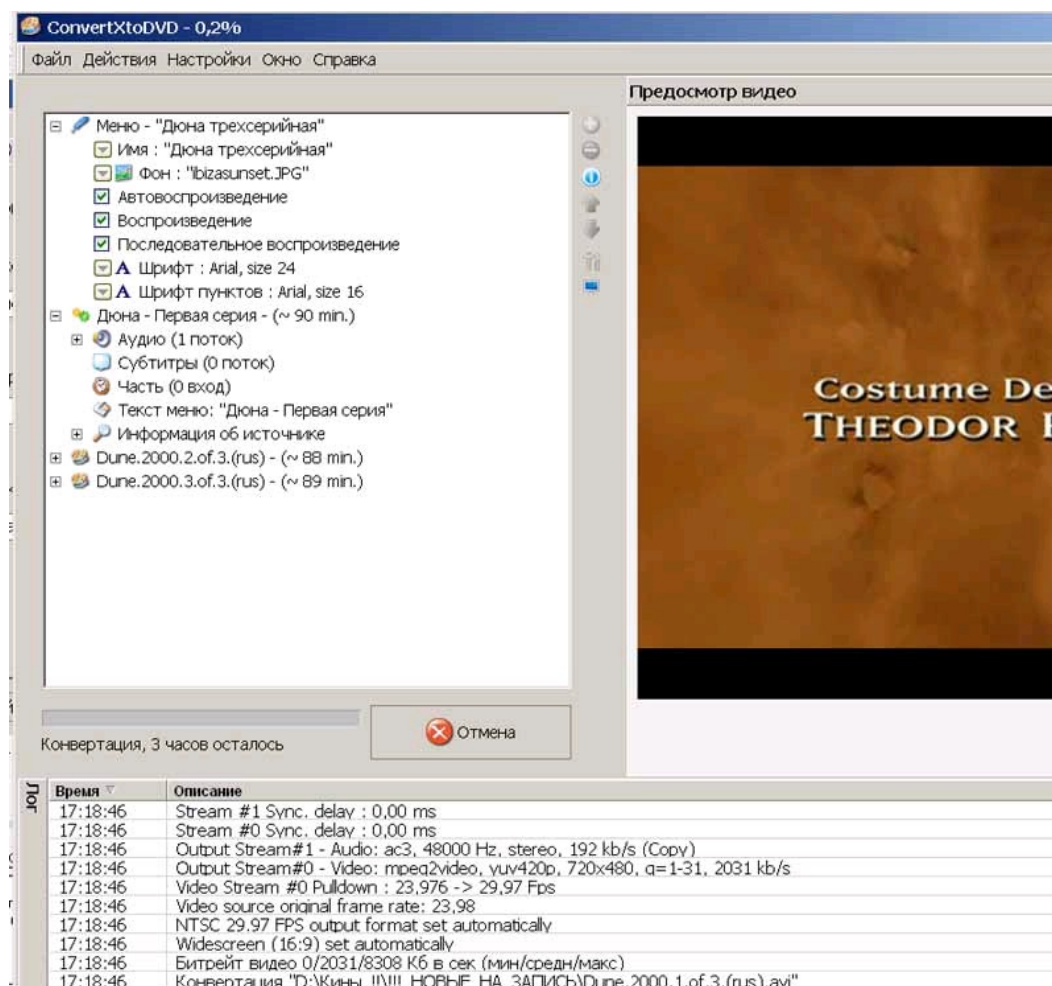 ConvertXtoDVD - 0,2%
Файл Действия Настройки Окно Справка
Предосмотр видео
Меню - "Дюна трехсерийная"
Имя : "Дюна трехсерийная"
Фон : "ibizasunset.JPG"
Автовоспроизведение
Воспроизведение
Последовательное воспроизведение
A Шрифт : Arial, size 24
A Шрифт пунктов : Arial, size 16
Дюна - Первая серия - (~ 90 min.)
Аудио (1 поток)
Субтитры (0 поток)
Часть (0 вход)
Текст меню: "Дюна - Первая серия"
Информация об источнике
Dune.2000.2.of.3.(rus) - (~ 88 min.)
Dune.2000.3.of.3.(rus) - (~ 89 min.)
Costume De
THEODOR
Отмена
Конвертация, 3 часов осталось
Лог
Время Описание
17:18:46 Stream #1 Sync. delay : 0,00 ms
17:18:46 Stream #0 Sync. delay : 0,00 ms
17:18:46 Output Stream#1 - Audio: ac3, 48000 Hz, stereo, 192 kb/s (Copy)
17:18:46 Output Stream#0 - Video: mpeg2video, yuv420p, 720x480, q=1-31, 2031 kb/s
17:18:46 Video Stream #0 Pulldown : 23,976 -> 29,97 Fps
17:18:46 Video source original frame rate: 23,98
17:18:46 NTSC 29.97 FPS output format set automatically
17:18:46 Widescreen (16:9) set automatically
17:18:46 Битрейт видео 0/2031/8308 Кб в сек (мин/средн/макс)
17:18:46 Конвертация "D:\Кины_!!\!!!_НОВЫЕ_НА_ЗАПИСЬ\Dune.2000.1.of.3.(rus).avi"